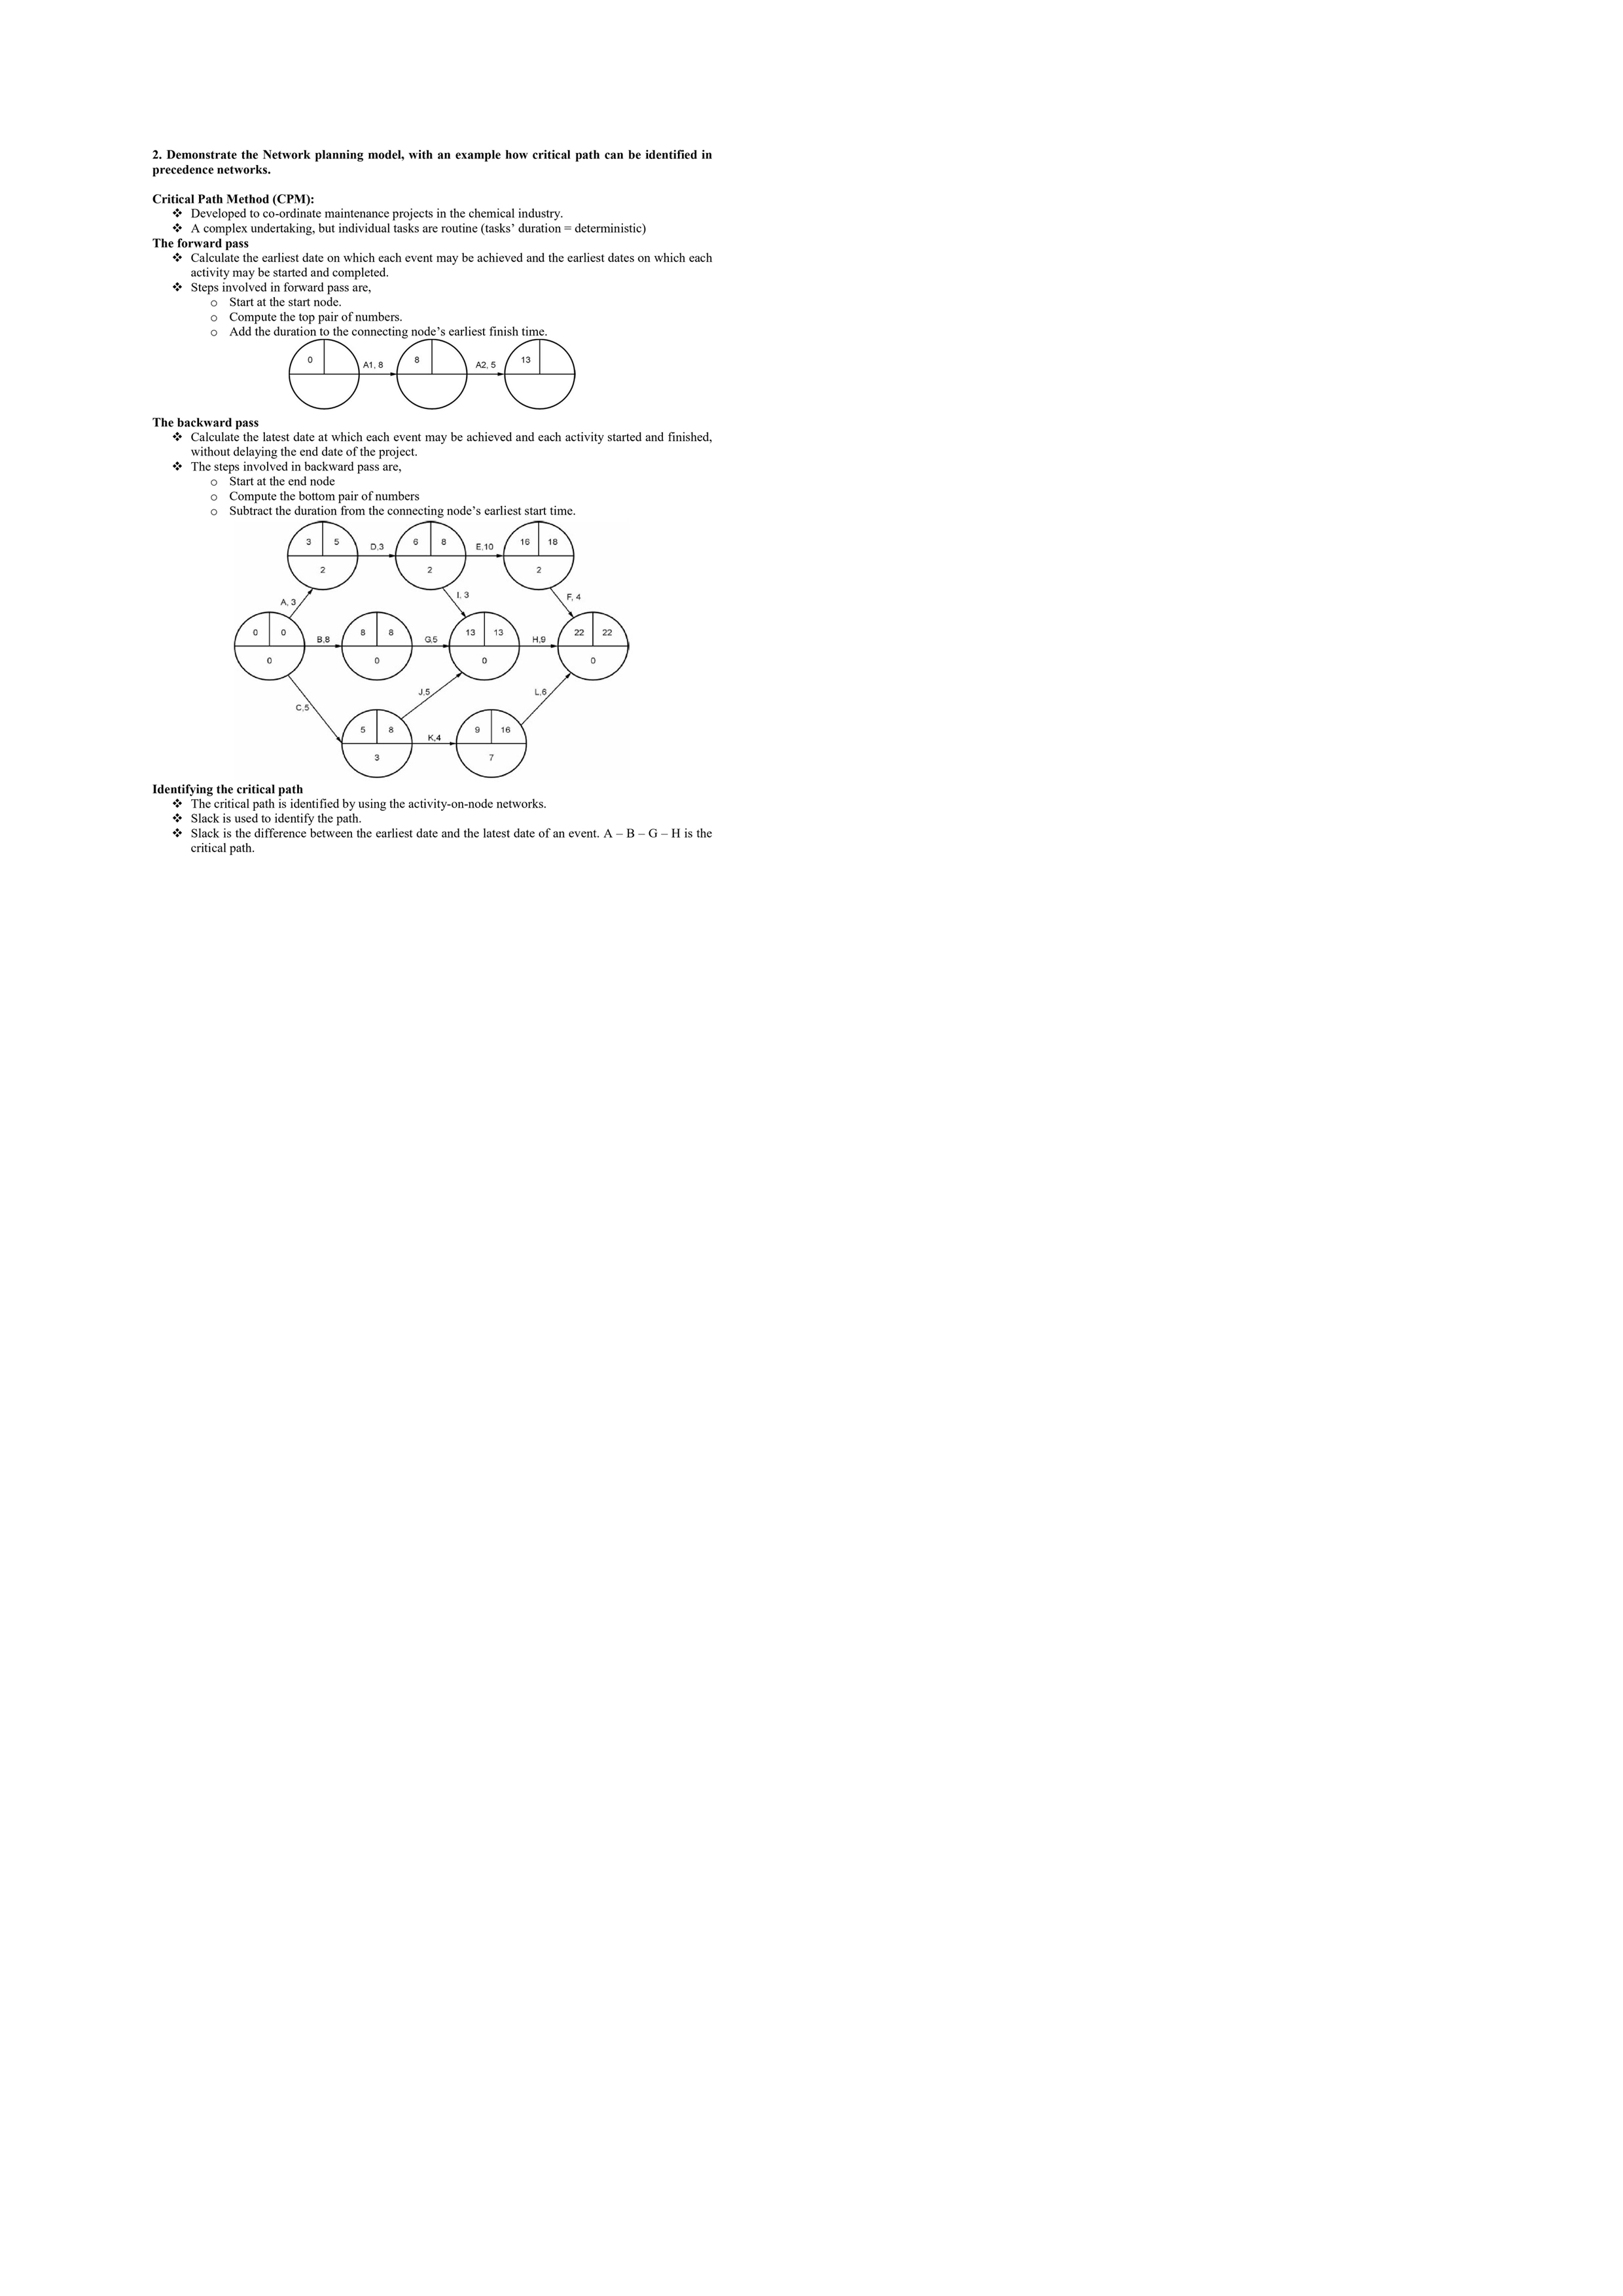 2. Demonstrate the Network planning model, with an example how critical path can be identified in
precedence networks.
Critical Path Method (CPM):
❖ Developed to co-ordinate maintenance projects in the chemical industry.
❖ A complex undertaking, but individual tasks are routine (tasks’ duration = deterministic)
The forward pass
❖ Calculate the earliest date on which each event may be achieved and the earliest dates on which each
activity may be started and completed.
❖ Steps involved in forward pass are,
o Start at the start node.
o Compute the top pair of numbers.
o Add the duration to the connecting node’s earliest finish time.
0 A1, 8 8 A2, 5 13
The backward pass
❖ Calculate the latest date at which each event may be achieved and each activity started and finished,
without delaying the end date of the project.
❖ The steps involved in backward pass are,
o Start at the end node
o Compute the bottom pair of numbers
o Subtract the duration from the connecting node’s earliest start time.
3 5 D,3 6 8 E,10 16 18
2 2 2
A, 3 I, 3 F, 4
0 0 B,8 8 8 G,5 13 13 H,9 22 22
0 0 0 0
J,5 L,6
C,5
5 8 K,4 9 16
3 7
Identifying the critical path
❖ The critical path is identified by using the activity-on-node networks.
❖ Slack is used to identify the path.
❖ Slack is the difference between the earliest date and the latest date of an event. A – B – G – H is the
critical path.